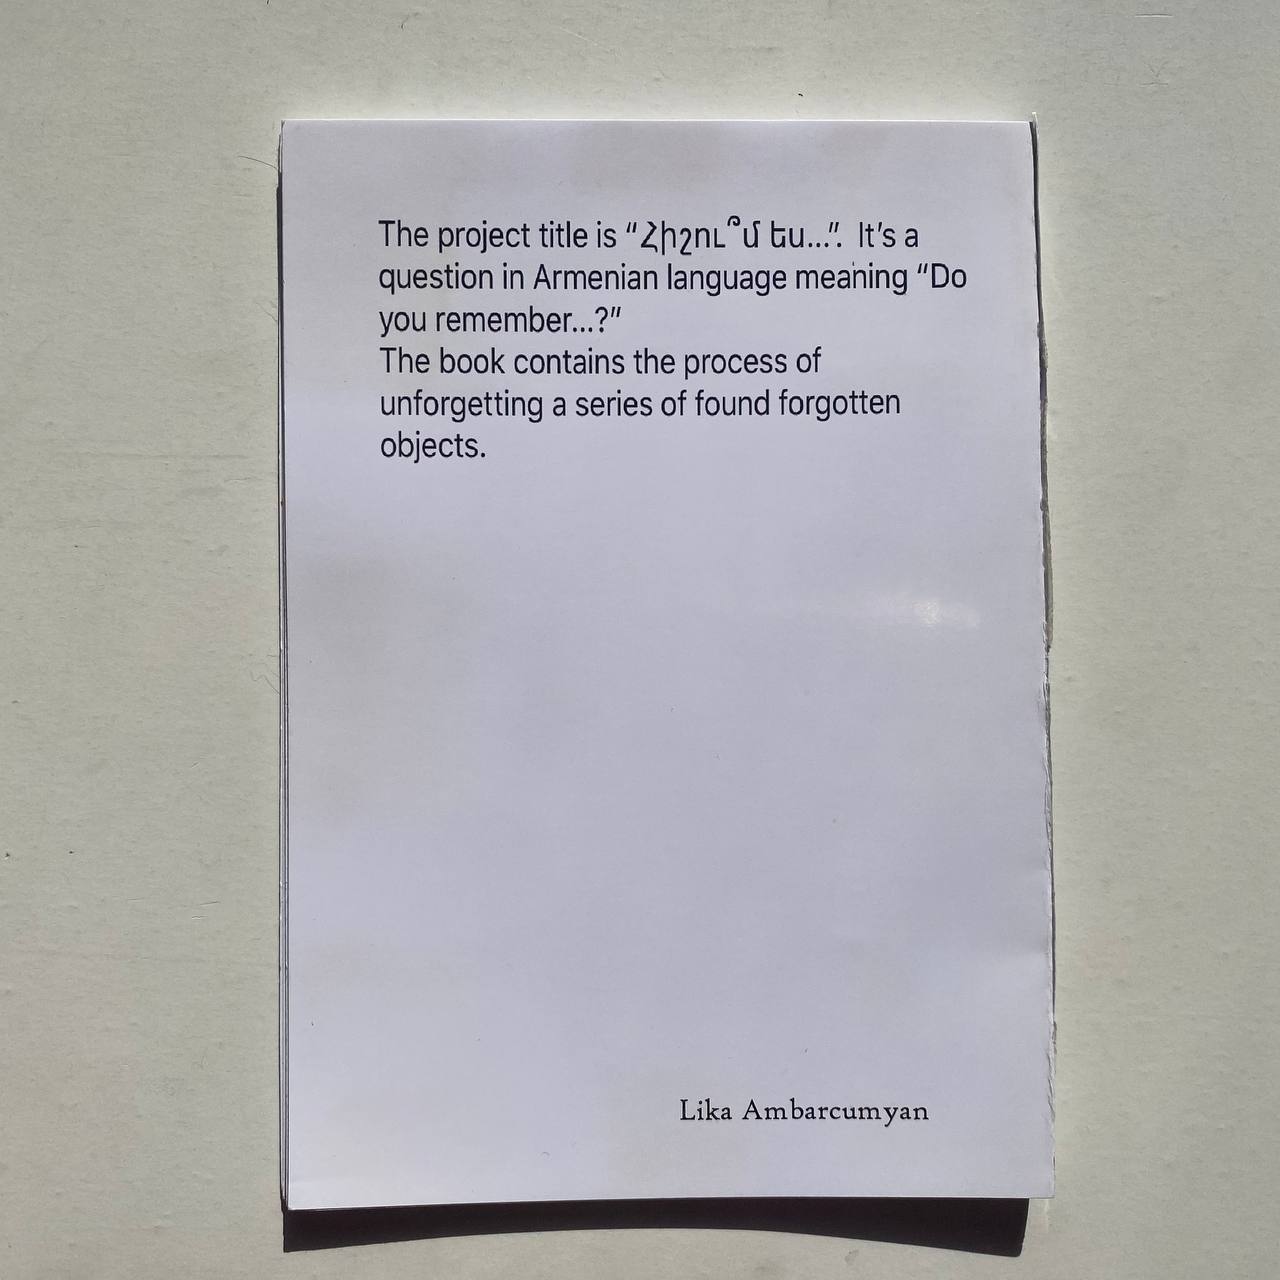 The project title is “Հիշու՞մ ես...”. It’s a
question in Armenian language meaning “Do
you remember...?”
The book contains the process of
unforgetting a series of found forgotten
objects.
Lika Ambarcumyan